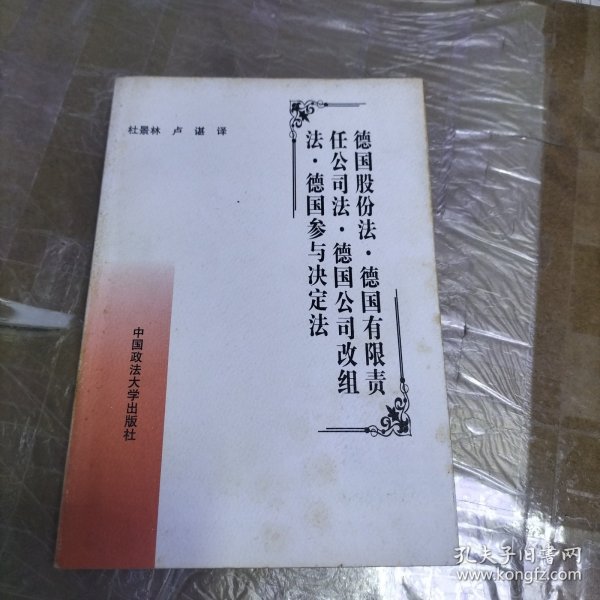 德国股份法·德国有限责
任公司法·德国公司改组
法·德国参与决定法
杜景林 卢 谌 译
中国政法大学出版社
孔夫子旧书网
www.kongfz.com